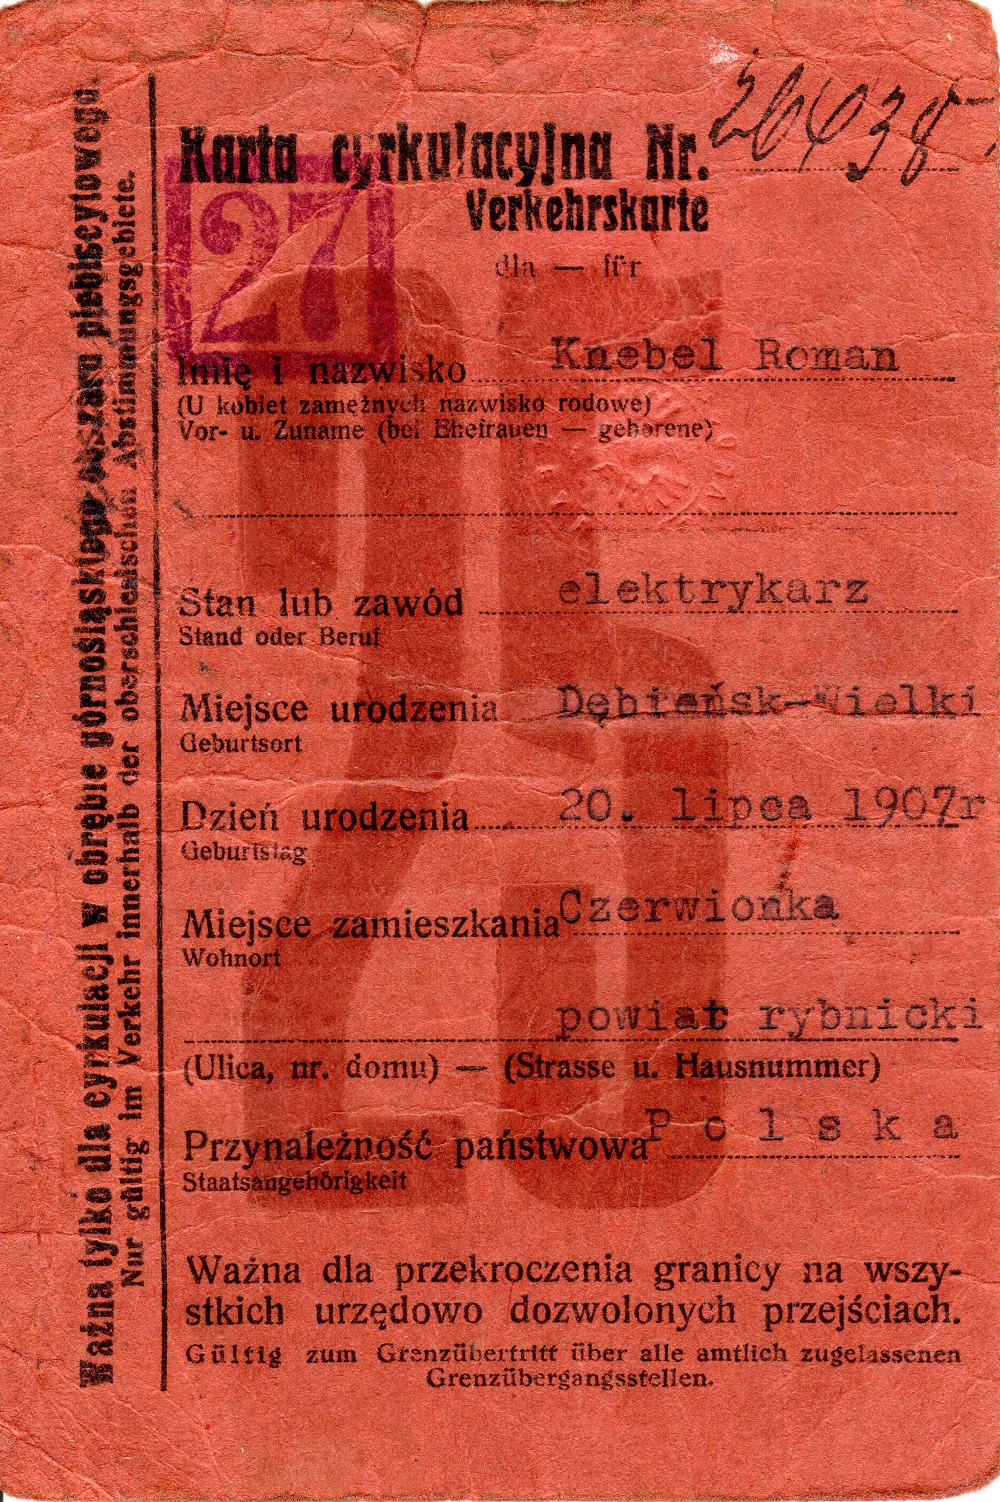 Karta cyrkulacyjna Nr. 26438
Verkehrskarte
27
dla — für
25
Imię i nazwisko Knebel Roman
(U kobiet zamężnych nazwisko rodowe)
Vor- u. Zuname (bei Ehefrauen — geborene)
Stan lub zawód elektrykarz
Stand oder Beruf
Miejsce urodzenia Dębieńsk-Wielki
Geburtsort
Dzień urodzenia 20. lipca 1907r
Geburtstag
Miejsce zamieszkania Czerwionka
Wohnort
powiat rybnicki
(Ulica, nr. domu) — (Strasse u. Hausnummer)
Przynależność państwowa Polska
Staatsangehörigkeit
Ważna dla przekroczenia granicy na wszy-
stkich urzędowo dozwolonych przejściach.
Gültig zum Grenzübertritt über alle amtlich zugelassenen
Grenzübergangsstellen.
Ważna tylko dla cyrkulacji w obrębie górnośląskiego obszaru plebiscytowego.
Nur gültig im Verkehr innerhalb der oberschlesischen Abstimmungsgebiete.